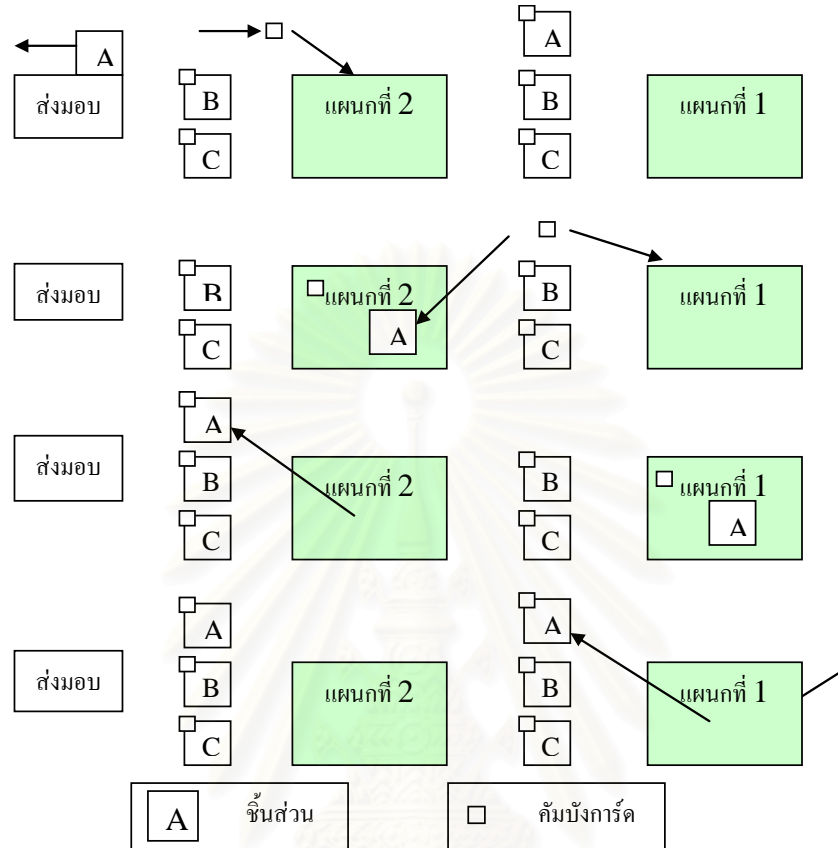 A
A
ส่งมอบ
B
แผนกที่ 2
B
แผนกที่ 1
C
C
ส่งมอบ
B
แผนกที่ 2
B
แผนกที่ 1
C
A
C
A
ส่งมอบ
B
แผนกที่ 2
B
แผนกที่ 1
C
C
A
A
A
ส่งมอบ
B
แผนกที่ 2
B
แผนกที่ 1
C
C
A ชิ้นส่วน
คัมบังการ์ด